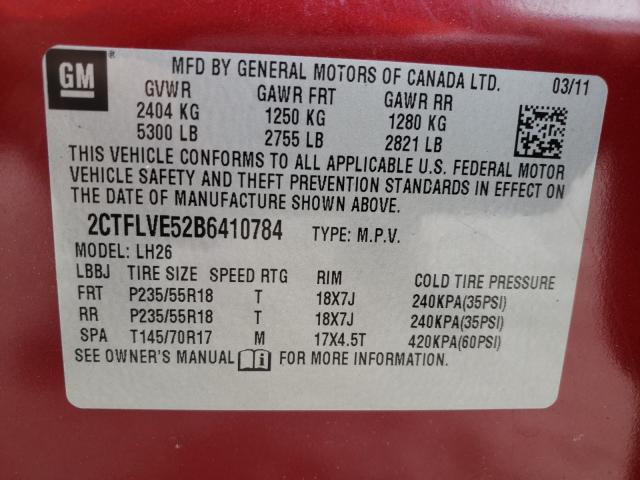 GM ®
MFD BY GENERAL MOTORS OF CANADA LTD. 03/11
GVWR GAWR FRT GAWR RR
2404 KG 1250 KG 1280 KG
5300 LB 2755 LB 2821 LB
THIS VEHICLE CONFORMS TO ALL APPLICABLE U.S. FEDERAL MOTOR
VEHICLE SAFETY AND THEFT PREVENTION STANDARDS IN EFFECT ON
THE DATE OF MANUFACTURE SHOWN ABOVE.
2CTFLVE52B6410784 TYPE: M.P.V.
MODEL: LH26
LBBJ TIRE SIZE SPEED RTG RIM COLD TIRE PRESSURE
FRT P235/55R18 T 18X7J 240KPA(35PSI)
RR P235/55R18 T 18X7J 240KPA(35PSI)
SPA T145/70R17 M 17X4.5T 420KPA(60PSI)
SEE OWNER'S MANUAL i FOR MORE INFORMATION.